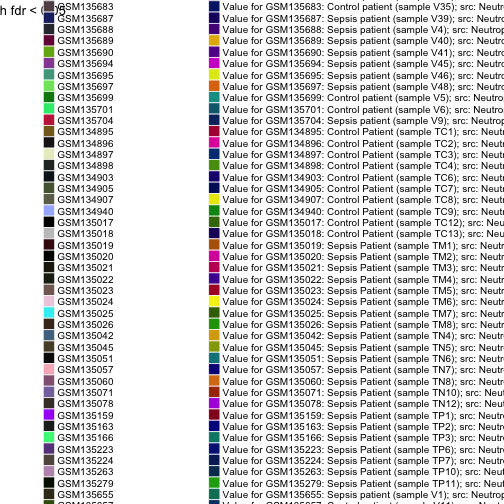 h fdr < 0.05
GSM135683 Value for GSM135683: Control patient (sample V35); src: Neutr
GSM135687 Value for GSM135687: Sepsis patient (sample V39); src: Neutro
GSM135688 Value for GSM135688: Sepsis patient (sample V4); src: Neutrop
GSM135689 Value for GSM135689: Sepsis patient (sample V40); src: Neutro
GSM135690 Value for GSM135690: Sepsis patient (sample V41); src: Neutro
GSM135694 Value for GSM135694: Sepsis patient (sample V45); src: Neutro
GSM135695 Value for GSM135695: Sepsis patient (sample V46); src: Neutro
GSM135697 Value for GSM135697: Sepsis patient (sample V48); src: Neutro
GSM135699 Value for GSM135699: Control patient (sample V5); src: Neutro
GSM135701 Value for GSM135701: Control patient (sample V6); src: Neutro
GSM135704 Value for GSM135704: Sepsis patient (sample V9); src: Neutrop
GSM134895 Value for GSM134895: Control Patient (sample TC1); src: Neut
GSM134896 Value for GSM134896: Control Patient (sample TC2); src: Neut
GSM134897 Value for GSM134897: Control Patient (sample TC3); src: Neut
GSM134898 Value for GSM134898: Control Patient (sample TC4); src: Neut
GSM134903 Value for GSM134903: Control Patient (sample TC6); src: Neut
GSM134905 Value for GSM134905: Control Patient (sample TC7); src: Neut
GSM134907 Value for GSM134907: Control Patient (sample TC8); src: Neut
GSM134940 Value for GSM134940: Control Patient (sample TC9); src: Neut
GSM135017 Value for GSM135017: Control Patient (sample TC12); src: Neu
GSM135018 Value for GSM135018: Control Patient (sample TC13); src: Neu
GSM135019 Value for GSM135019: Sepsis Patient (sample TM1); src: Neutr
GSM135020 Value for GSM135020: Sepsis Patient (sample TM2); src: Neutr
GSM135021 Value for GSM135021: Sepsis Patient (sample TM3); src: Neutr
GSM135022 Value for GSM135022: Sepsis Patient (sample TM4); src: Neutr
GSM135023 Value for GSM135023: Sepsis Patient (sample TM5); src: Neutr
GSM135024 Value for GSM135024: Sepsis Patient (sample TM6); src: Neutr
GSM135025 Value for GSM135025: Sepsis Patient (sample TM7); src: Neutr
GSM135026 Value for GSM135026: Sepsis Patient (sample TM8); src: Neutr
GSM135042 Value for GSM135042: Sepsis Patient (sample TN4); src: Neutr
GSM135045 Value for GSM135045: Sepsis Patient (sample TN5); src: Neutr
GSM135051 Value for GSM135051: Sepsis Patient (sample TN6); src: Neutr
GSM135057 Value for GSM135057: Sepsis Patient (sample TN7); src: Neutr
GSM135060 Value for GSM135060: Sepsis Patient (sample TN8); src: Neutr
GSM135071 Value for GSM135071: Sepsis Patient (sample TN10); src: Neut
GSM135078 Value for GSM135078: Sepsis Patient (sample TN12); src: Neut
GSM135159 Value for GSM135159: Sepsis Patient (sample TP1); src: Neutr
GSM135163 Value for GSM135163: Sepsis Patient (sample TP2); src: Neutr
GSM135166 Value for GSM135166: Sepsis Patient (sample TP3); src: Neutr
GSM135223 Value for GSM135223: Sepsis Patient (sample TP6); src: Neutr
GSM135224 Value for GSM135224: Sepsis Patient (sample TP7); src: Neutr
GSM135263 Value for GSM135263: Sepsis Patient (sample TP10); src: Neut
GSM135279 Value for GSM135279: Sepsis Patient (sample TP11); src: Neut
GSM135655 Value for GSM135655: Sepsis patient (sample V1); src: Neutro